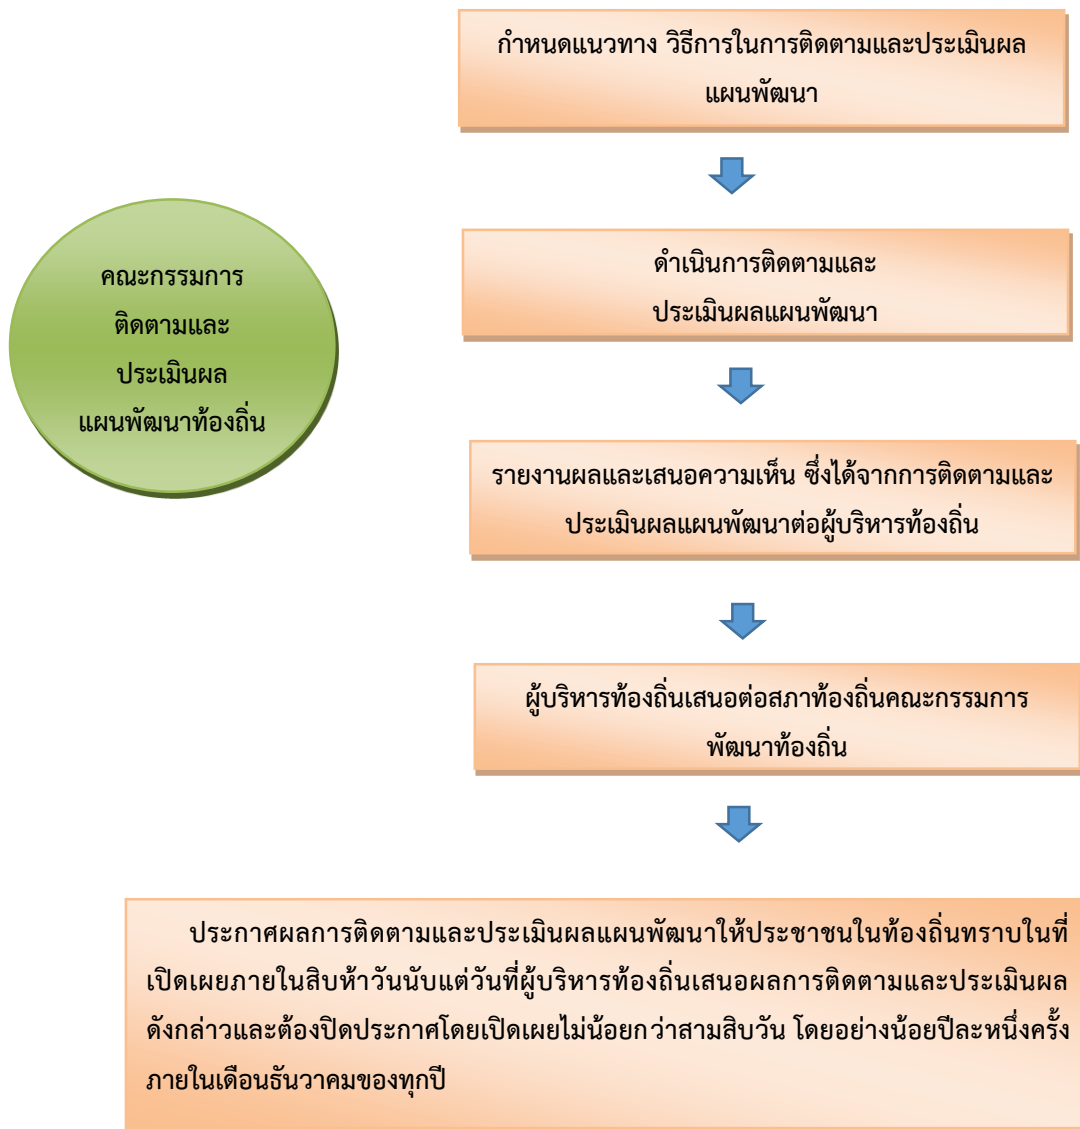 กำหนดแนวทาง วิธีการในการติดตามและประเมินผล
แผนพัฒนา
คณะกรรมการ
ติดตามและ
ประเมินผล
แผนพัฒนาท้องถิ่น
ดำเนินการติดตามและ
ประเมินผลแผนพัฒนา
รายงานผลและเสนอความเห็น ซึ่งได้จากการติดตามและ
ประเมินผลแผนพัฒนาต่อผู้บริหารท้องถิ่น
ผู้บริหารท้องถิ่นเสนอต่อสภาท้องถิ่นคณะกรรมการ
พัฒนาท้องถิ่น
ประกาศผลการติดตามและประเมินผลแผนพัฒนาให้ประชาชนในท้องถิ่นทราบในที่
เปิดเผยภายในสิบห้าวันนับแต่วันที่ผู้บริหารท้องถิ่นเสนอผลการติดตามและประเมินผล
ดังกล่าวและต้องปิดประกาศโดยเปิดเผยไม่น้อยกว่าสามสิบวัน โดยอย่างน้อยปีละหนึ่งครั้ง
ภายในเดือนธันวาคมของทุกปี